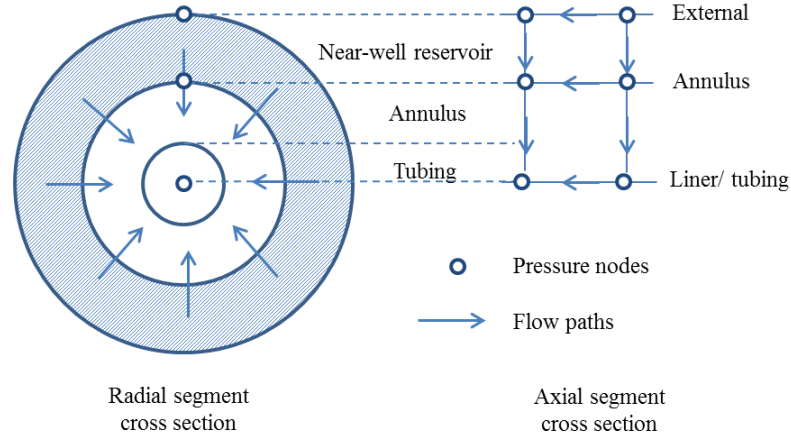 External
Near-well reservoir
Annulus
Annulus
Tubing
Liner/ tubing
Pressure nodes
Flow paths
Radial segment
cross section
Axial segment
cross section